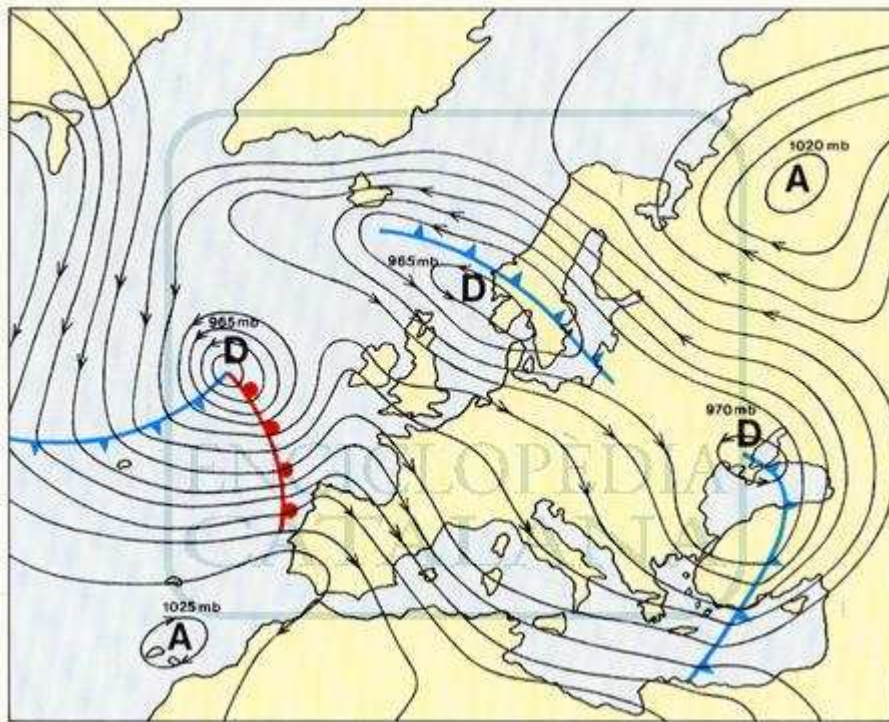 1020 mb
A
965 mb
D
965 mb
D
970 mb
D
ENCICLOPÈDIA
CATALANA
1025 mb
A